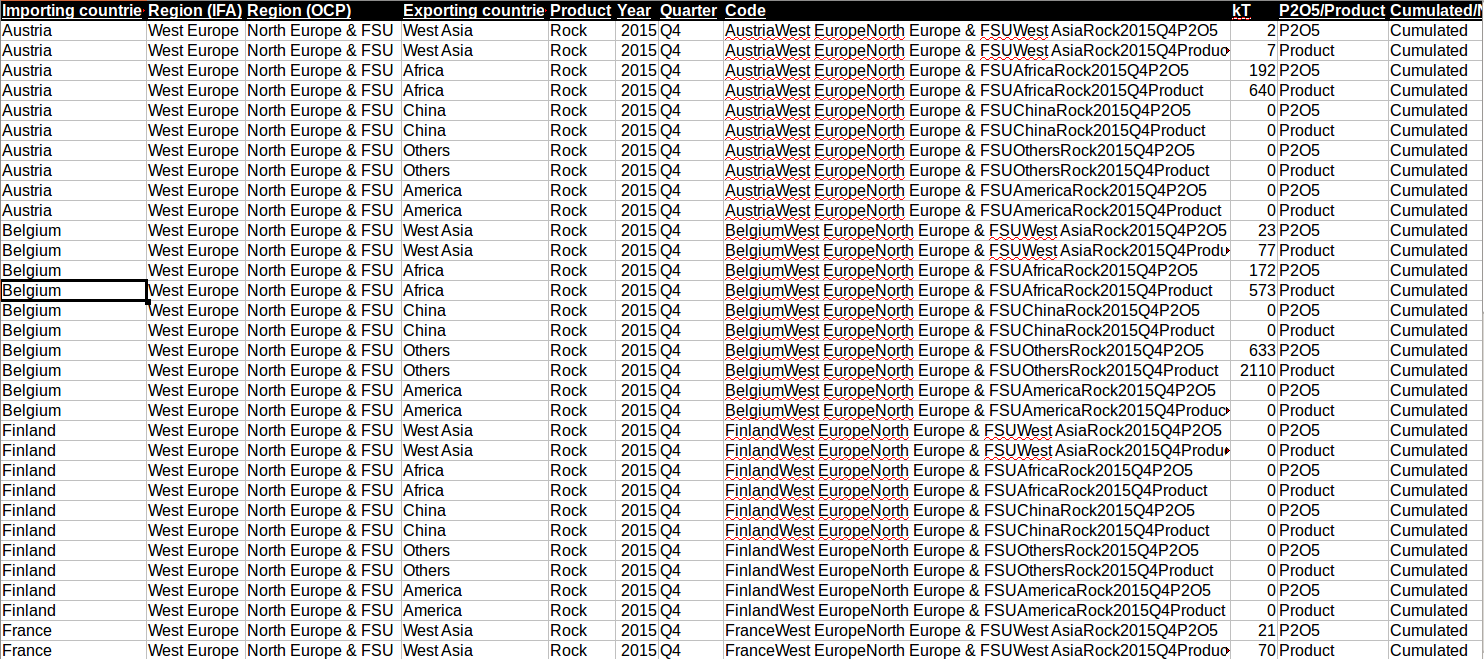 Importing countrie Region (IFA) Region (OCP) Exporting countrie Product Year Quarter Code kT P2O5/Product Cumulated/N
Austria West Europe North Europe & FSU West Asia Rock 2015 Q4 AustriaWest EuropeNorth Europe & FSUWest AsiaRock2015Q4P2O5 2 P2O5 Cumulated
Austria West Europe North Europe & FSU West Asia Rock 2015 Q4 AustriaWest EuropeNorth Europe & FSUWest AsiaRock2015Q4Produc 7 Product Cumulated
Austria West Europe North Europe & FSU Africa Rock 2015 Q4 AustriaWest EuropeNorth Europe & FSUAfricaRock2015Q4P2O5 192 P2O5 Cumulated
Austria West Europe North Europe & FSU Africa Rock 2015 Q4 AustriaWest EuropeNorth Europe & FSUAfricaRock2015Q4Product 640 Product Cumulated
Austria West Europe North Europe & FSU China Rock 2015 Q4 AustriaWest EuropeNorth Europe & FSUChinaRock2015Q4P2O5 0 P2O5 Cumulated
Austria West Europe North Europe & FSU China Rock 2015 Q4 AustriaWest EuropeNorth Europe & FSUChinaRock2015Q4Product 0 Product Cumulated
Austria West Europe North Europe & FSU Others Rock 2015 Q4 AustriaWest EuropeNorth Europe & FSUOthersRock2015Q4P2O5 0 P2O5 Cumulated
Austria West Europe North Europe & FSU Others Rock 2015 Q4 AustriaWest EuropeNorth Europe & FSUOthersRock2015Q4Product 0 Product Cumulated
Austria West Europe North Europe & FSU America Rock 2015 Q4 AustriaWest EuropeNorth Europe & FSUAmericaRock2015Q4P2O5 0 P2O5 Cumulated
Austria West Europe North Europe & FSU America Rock 2015 Q4 AustriaWest EuropeNorth Europe & FSUAmericaRock2015Q4Product 0 Product Cumulated
Belgium West Europe North Europe & FSU West Asia Rock 2015 Q4 BelgiumWest EuropeNorth Europe & FSUWest AsiaRock2015Q4P2O5 23 P2O5 Cumulated
Belgium West Europe North Europe & FSU West Asia Rock 2015 Q4 BelgiumWest EuropeNorth Europe & FSUWest AsiaRock2015Q4Produ 77 Product Cumulated
Belgium West Europe North Europe & FSU Africa Rock 2015 Q4 BelgiumWest EuropeNorth Europe & FSUAfricaRock2015Q4P2O5 172 P2O5 Cumulated
Belgium West Europe North Europe & FSU Africa Rock 2015 Q4 BelgiumWest EuropeNorth Europe & FSUAfricaRock2015Q4Product 573 Product Cumulated
Belgium West Europe North Europe & FSU China Rock 2015 Q4 BelgiumWest EuropeNorth Europe & FSUChinaRock2015Q4P2O5 0 P2O5 Cumulated
Belgium West Europe North Europe & FSU China Rock 2015 Q4 BelgiumWest EuropeNorth Europe & FSUChinaRock2015Q4Product 0 Product Cumulated
Belgium West Europe North Europe & FSU Others Rock 2015 Q4 BelgiumWest EuropeNorth Europe & FSUOthersRock2015Q4P2O5 633 P2O5 Cumulated
Belgium West Europe North Europe & FSU Others Rock 2015 Q4 BelgiumWest EuropeNorth Europe & FSUOthersRock2015Q4Product 2110 Product Cumulated
Belgium West Europe North Europe & FSU America Rock 2015 Q4 BelgiumWest EuropeNorth Europe & FSUAmericaRock2015Q4P2O5 0 P2O5 Cumulated
Belgium West Europe North Europe & FSU America Rock 2015 Q4 BelgiumWest EuropeNorth Europe & FSUAmericaRock2015Q4Produc 0 Product Cumulated
Finland West Europe North Europe & FSU West Asia Rock 2015 Q4 FinlandWest EuropeNorth Europe & FSUWest AsiaRock2015Q4P2O5 0 P2O5 Cumulated
Finland West Europe North Europe & FSU West Asia Rock 2015 Q4 FinlandWest EuropeNorth Europe & FSUWest AsiaRock2015Q4Produ 0 Product Cumulated
Finland West Europe North Europe & FSU Africa Rock 2015 Q4 FinlandWest EuropeNorth Europe & FSUAfricaRock2015Q4P2O5 0 P2O5 Cumulated
Finland West Europe North Europe & FSU Africa Rock 2015 Q4 FinlandWest EuropeNorth Europe & FSUAfricaRock2015Q4Product 0 Product Cumulated
Finland West Europe North Europe & FSU China Rock 2015 Q4 FinlandWest EuropeNorth Europe & FSUChinaRock2015Q4P2O5 0 P2O5 Cumulated
Finland West Europe North Europe & FSU China Rock 2015 Q4 FinlandWest EuropeNorth Europe & FSUChinaRock2015Q4Product 0 Product Cumulated
Finland West Europe North Europe & FSU Others Rock 2015 Q4 FinlandWest EuropeNorth Europe & FSUOthersRock2015Q4P2O5 0 P2O5 Cumulated
Finland West Europe North Europe & FSU Others Rock 2015 Q4 FinlandWest EuropeNorth Europe & FSUOthersRock2015Q4Product 0 Product Cumulated
Finland West Europe North Europe & FSU America Rock 2015 Q4 FinlandWest EuropeNorth Europe & FSUAmericaRock2015Q4P2O5 0 P2O5 Cumulated
Finland West Europe North Europe & FSU America Rock 2015 Q4 FinlandWest EuropeNorth Europe & FSUAmericaRock2015Q4Product 0 Product Cumulated
France West Europe North Europe & FSU West Asia Rock 2015 Q4 FranceWest EuropeNorth Europe & FSUWest AsiaRock2015Q4P2O5 21 P2O5 Cumulated
France West Europe North Europe & FSU West Asia Rock 2015 Q4 FranceWest EuropeNorth Europe & FSUWest AsiaRock2015Q4Produc 70 Product Cumulated